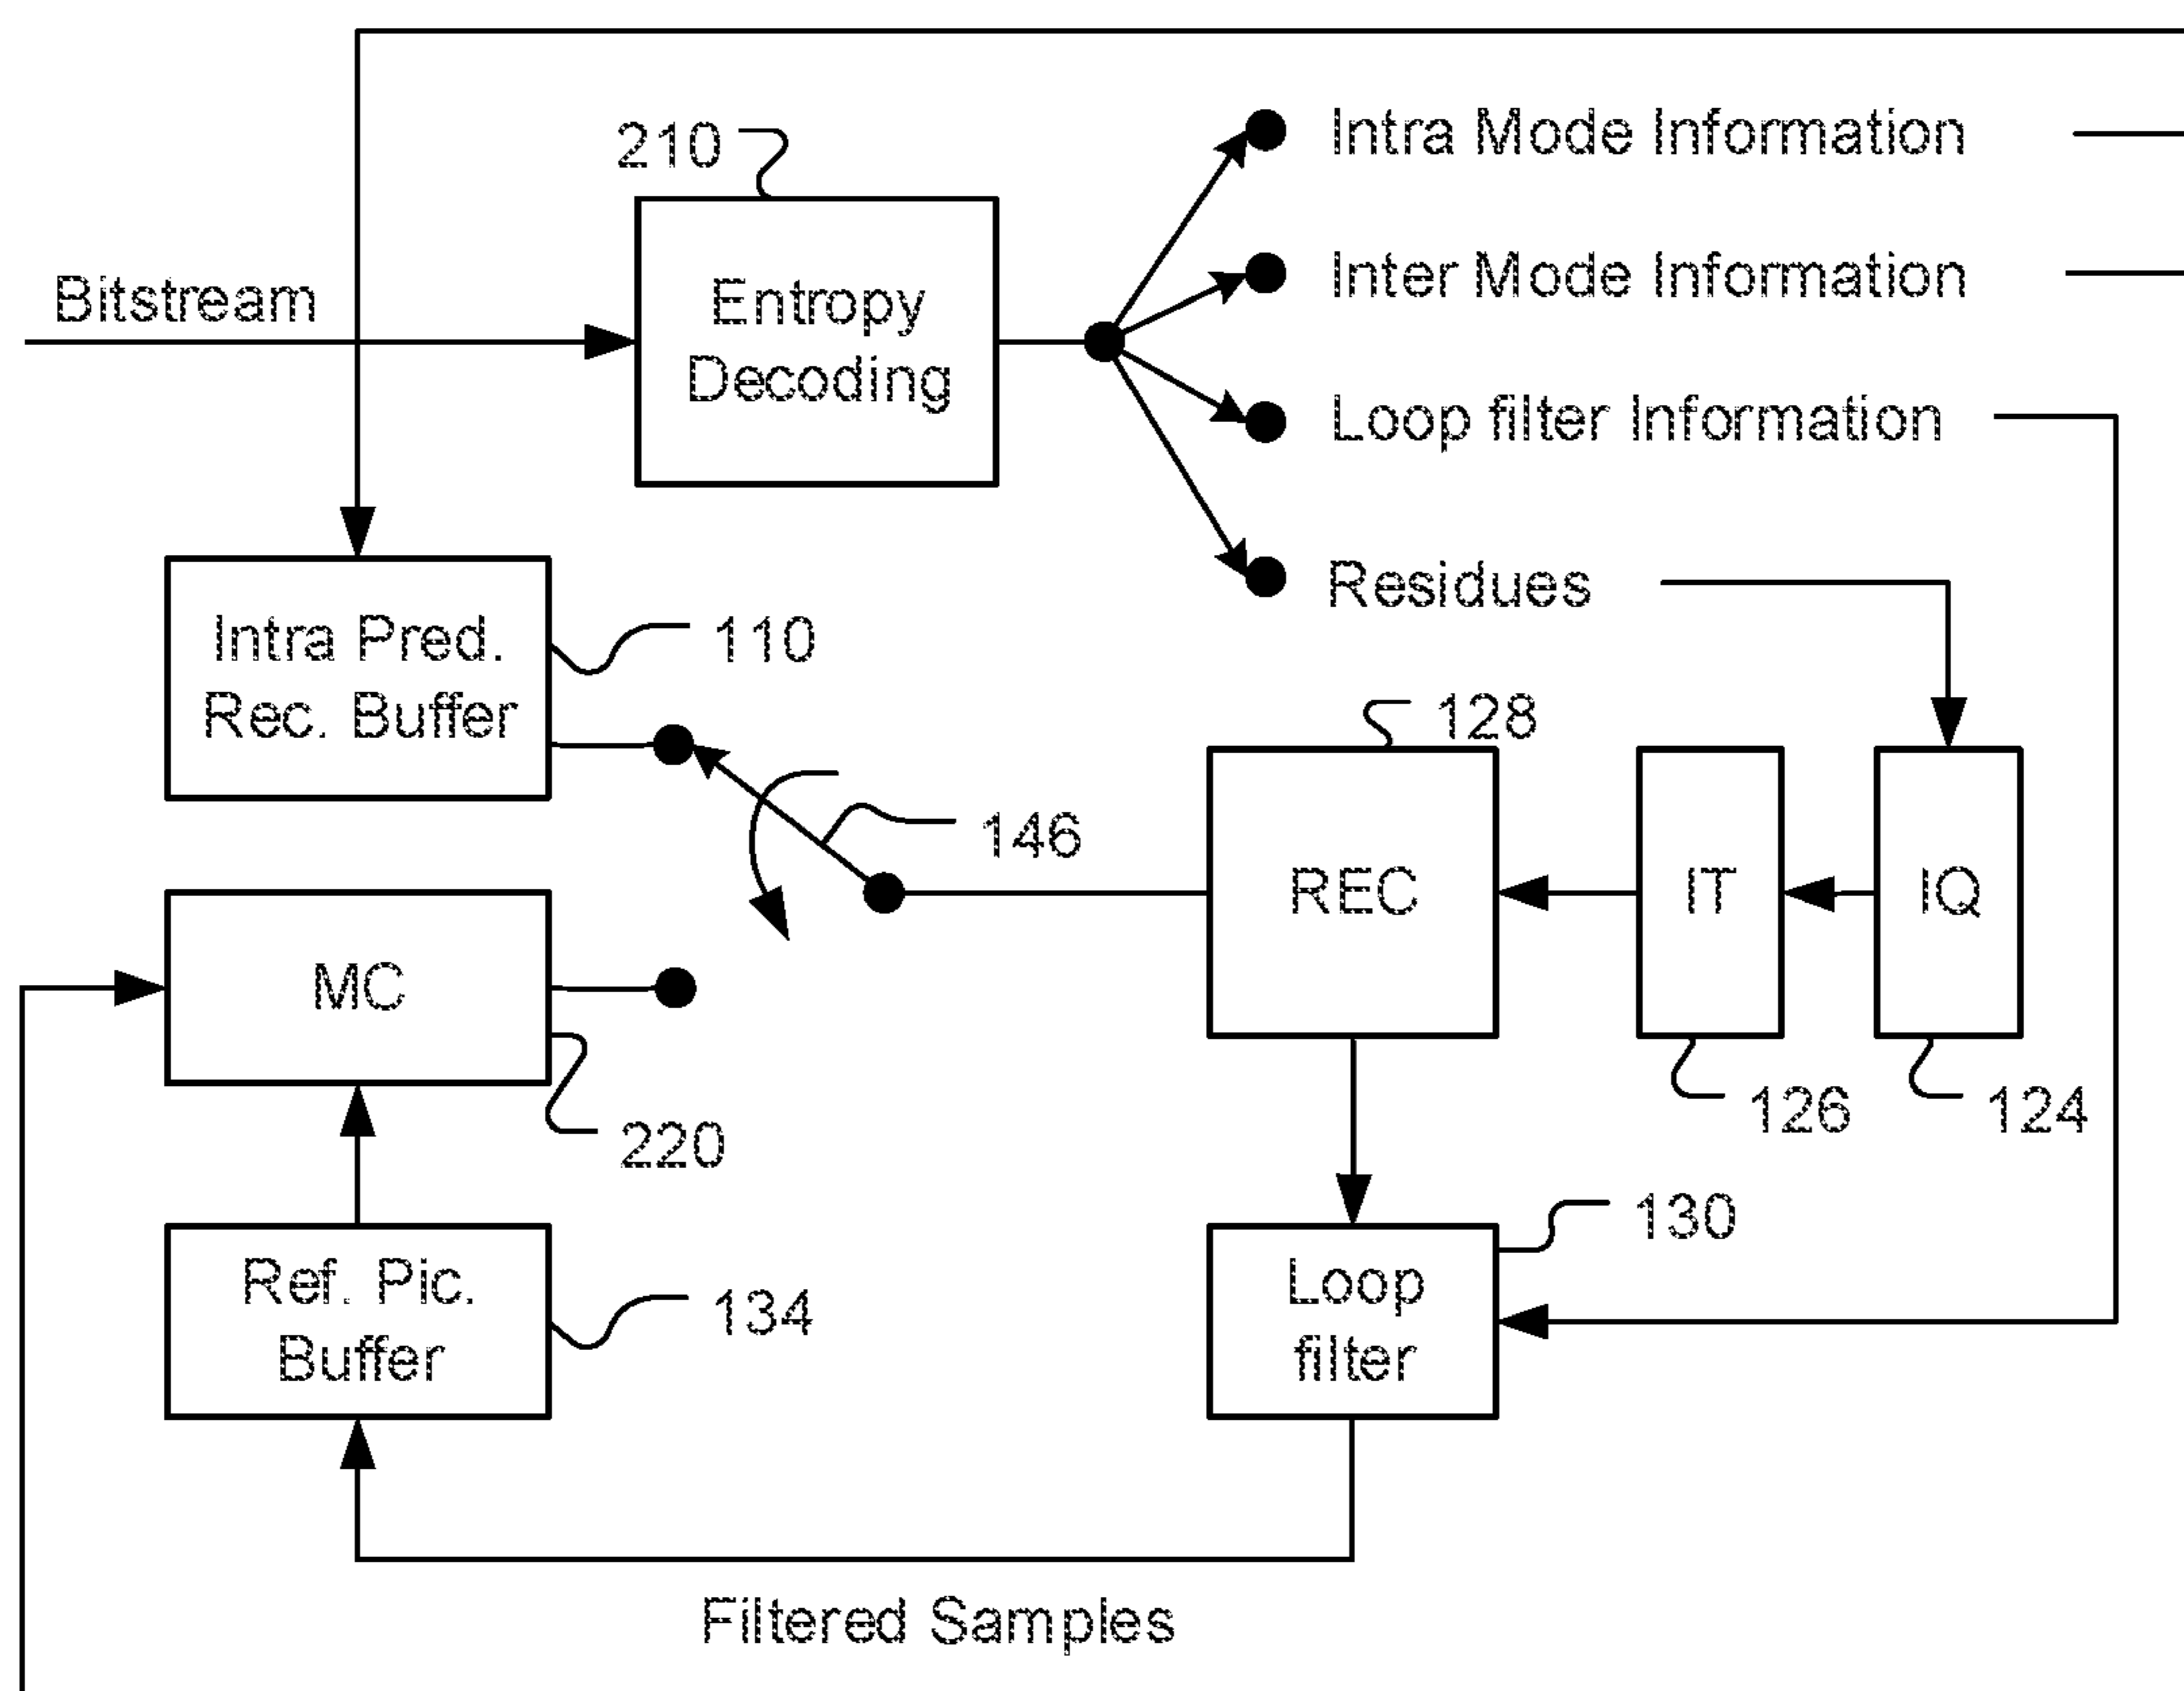 210
Intra Mode Information
Bitstream
Entropy
Decoding
Inter Mode Information
Loop filter Information
Residues
Intra Pred.
Rec. Buffer
110
128
146
REC
IT
IQ
MC
220
126
124
Ref. Pic.
Buffer
134
Loop
filter
130
Filtered Samples